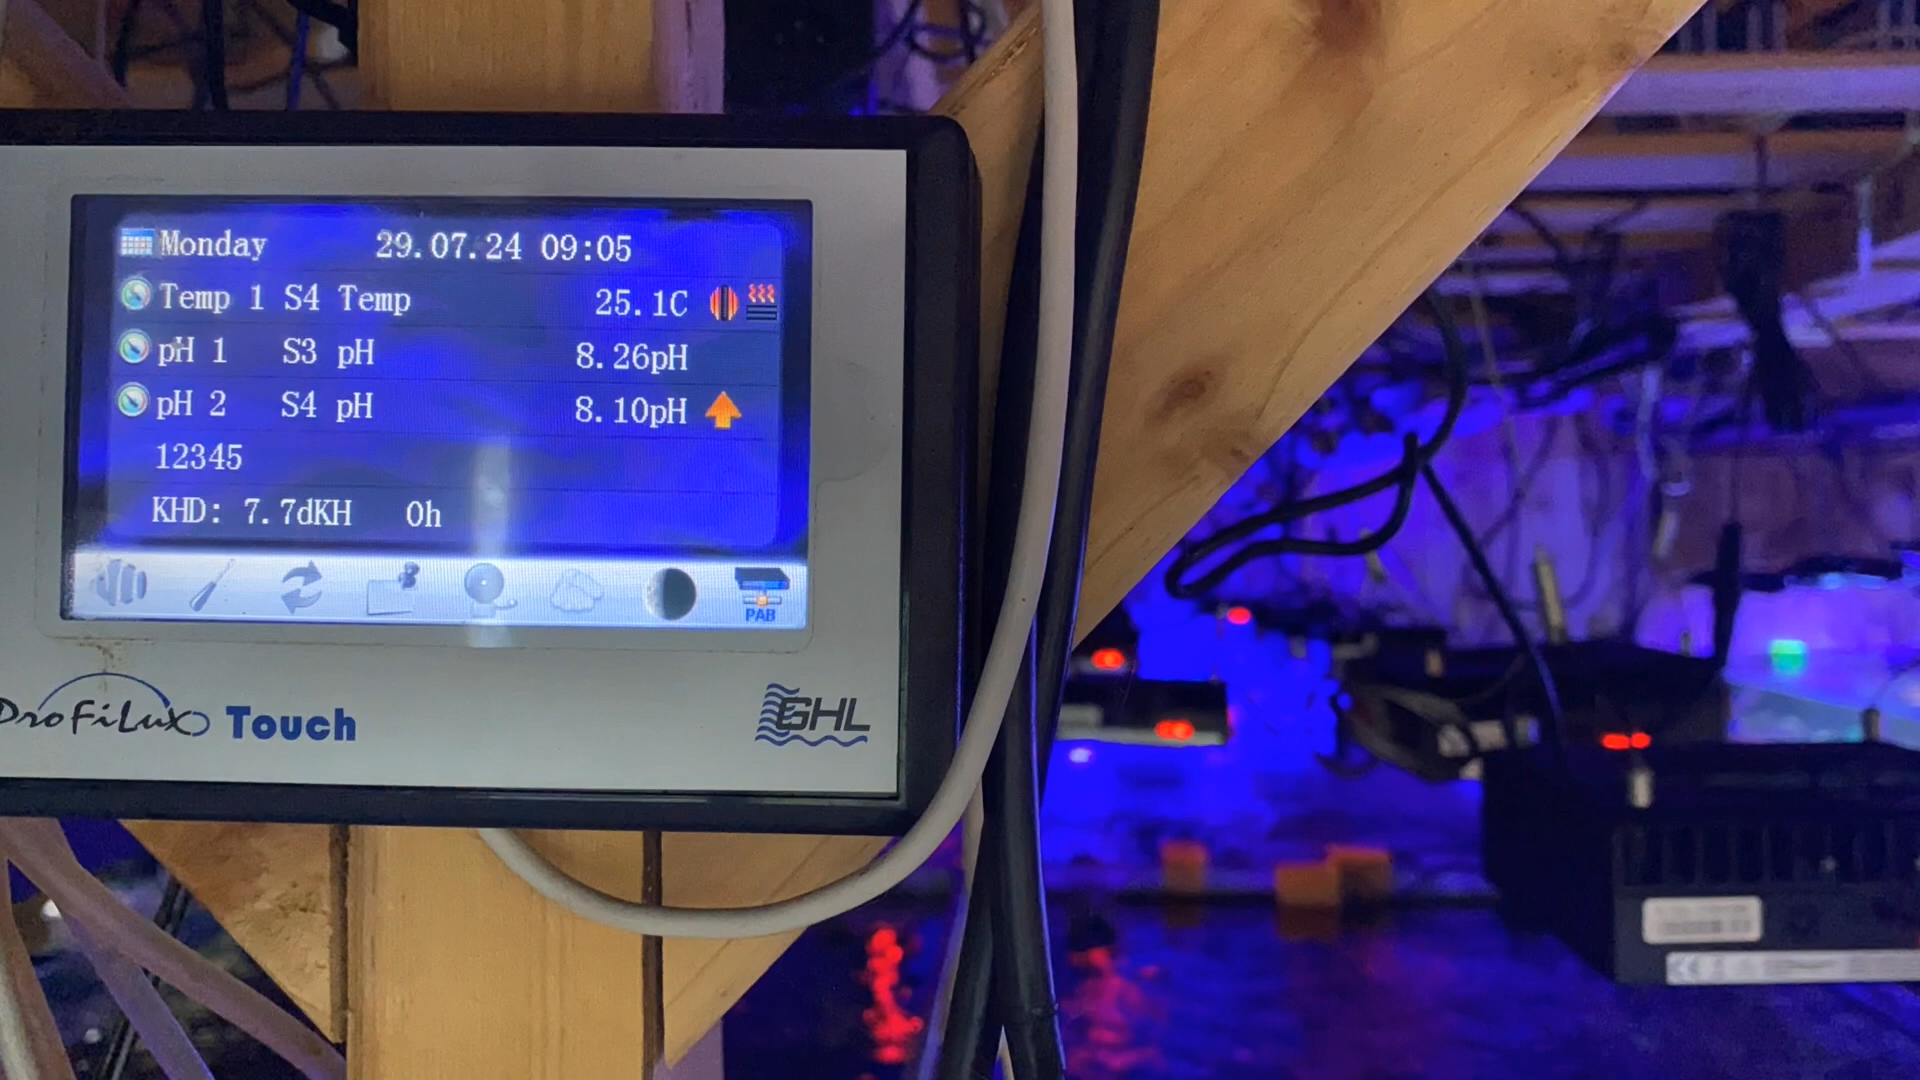 Monday 29.07.24 09:05
Temp 1 S4 Temp 25.1C
pH 1 S3 pH 8.26pH
pH 2 S4 pH 8.10pH
12345
KHD: 7.7dKH 0h
PAB
ProFiLux Touch
GHL